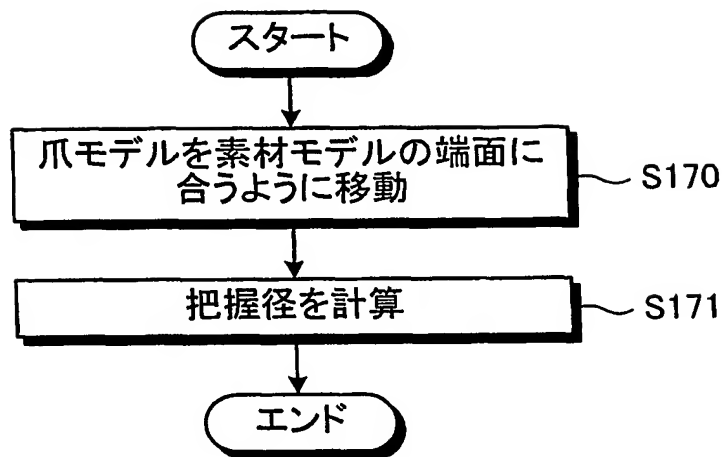 スタート
爪モデルを素材モデルの端面に
合うように移動
S170
把握径を計算
S171
エンド